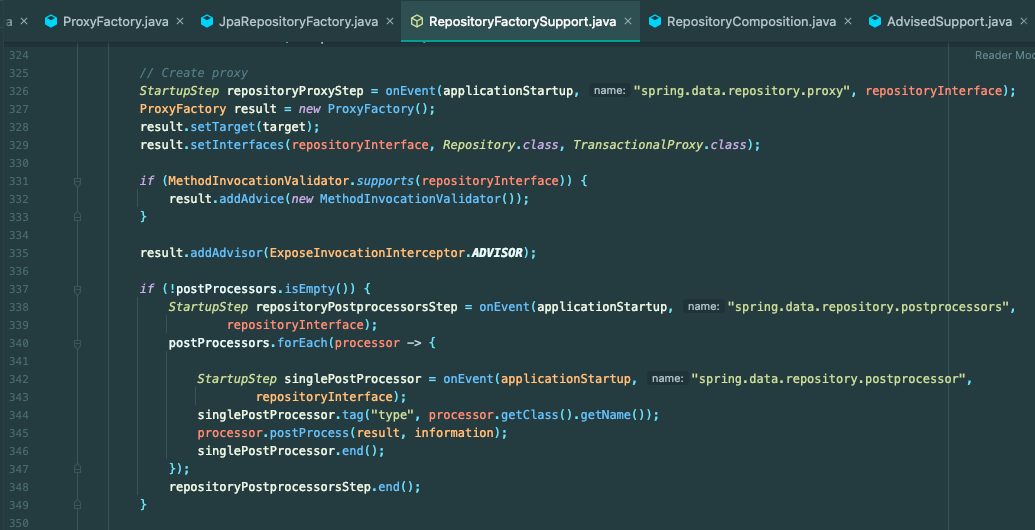 a × ProxyFactory.java × JpaRepositoryFactory.java × RepositoryFactorySupport.java × RepositoryComposition.java × AdvisedSupport.java ×
324
Reader Mod
325 // Create proxy
326 StartupStep repositoryProxyStep = onEvent(applicationStartup, name: "spring.data.repository.proxy", repositoryInterface);
327 ProxyFactory result = new ProxyFactory();
328 result.setTarget(target);
329 result.setInterfaces(repositoryInterface, Repository.class, TransactionalProxy.class);
330
331 if (MethodInvocationValidator.supports(repositoryInterface)) {
332 result.addAdvice(new MethodInvocationValidator());
333 }
334
335 result.addAdvisor(ExposeInvocationInterceptor.ADVISOR);
336
337 if (!postProcessors.isEmpty()) {
338 StartupStep repositoryPostprocessorsStep = onEvent(applicationStartup, name: "spring.data.repository.postprocessors",
339 repositoryInterface);
340 postProcessors.forEach(processor -> {
341
342 StartupStep singlePostProcessor = onEvent(applicationStartup, name: "spring.data.repository.postprocessor",
343 repositoryInterface);
344 singlePostProcessor.tag("type", processor.getClass().getName());
345 processor.postProcess(result, information);
346 singlePostProcessor.end();
347 });
348 repositoryPostprocessorsStep.end();
349 }
350